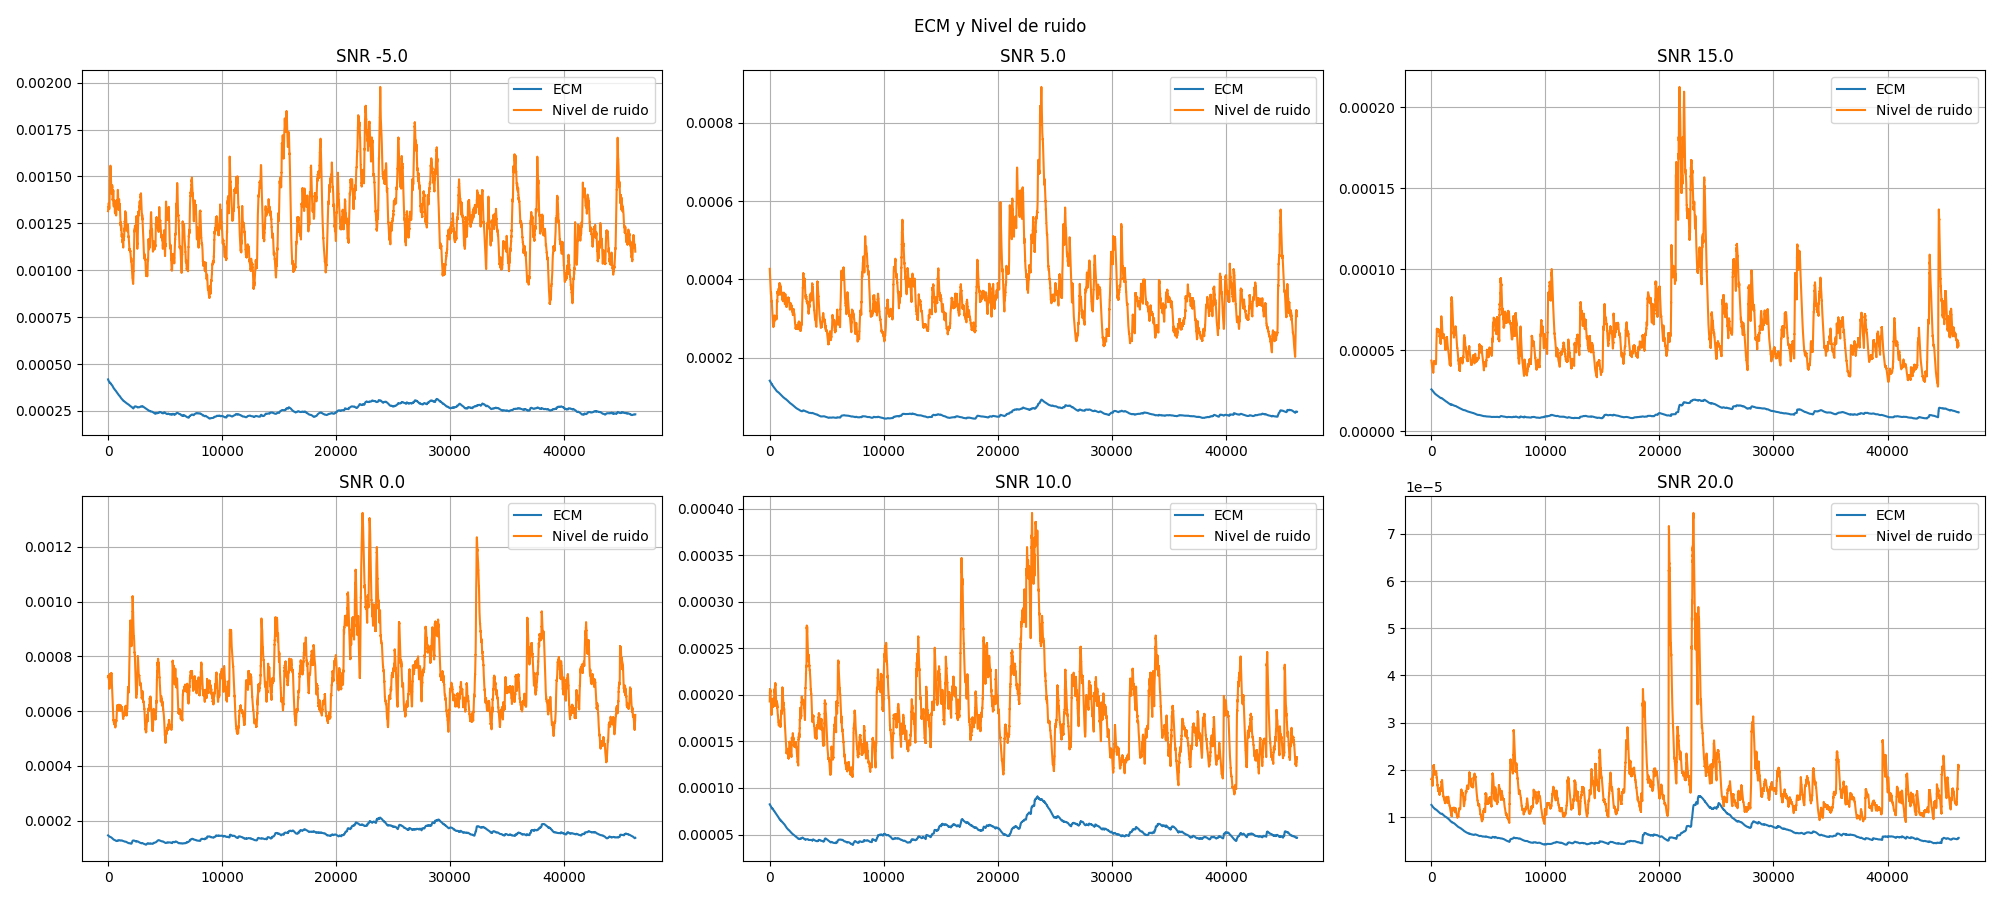 ECM y Nivel de ruido
SNR -5.0
0.00200
0.00175
0.00150
0.00125
0.00100
0.00075
0.00050
0.00025
0 10000 20000 30000 40000
ECM
Nivel de ruido
SNR 5.0
0.0008
0.0006
0.0004
0.0002
0 10000 20000 30000 40000
ECM
Nivel de ruido
SNR 15.0
0.00020
0.00015
0.00010
0.00005
0.00000
0 10000 20000 30000 40000
ECM
Nivel de ruido
SNR 0.0
0.0012
0.0010
0.0008
0.0006
0.0004
0.0002
0 10000 20000 30000 40000
ECM
Nivel de ruido
SNR 10.0
0.00040
0.00035
0.00030
0.00025
0.00020
0.00015
0.00010
0.00005
0 10000 20000 30000 40000
ECM
Nivel de ruido
SNR 20.0
1e−5
7
6
5
4
3
2
1
0 10000 20000 30000 40000
ECM
Nivel de ruido